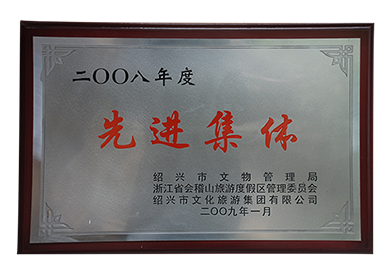 二〇〇八年度
先进集体
绍兴市文物管理局
浙江省会稽山旅游度假区管理委员会
绍兴市文化旅游集团有限公司
二〇〇九年一月